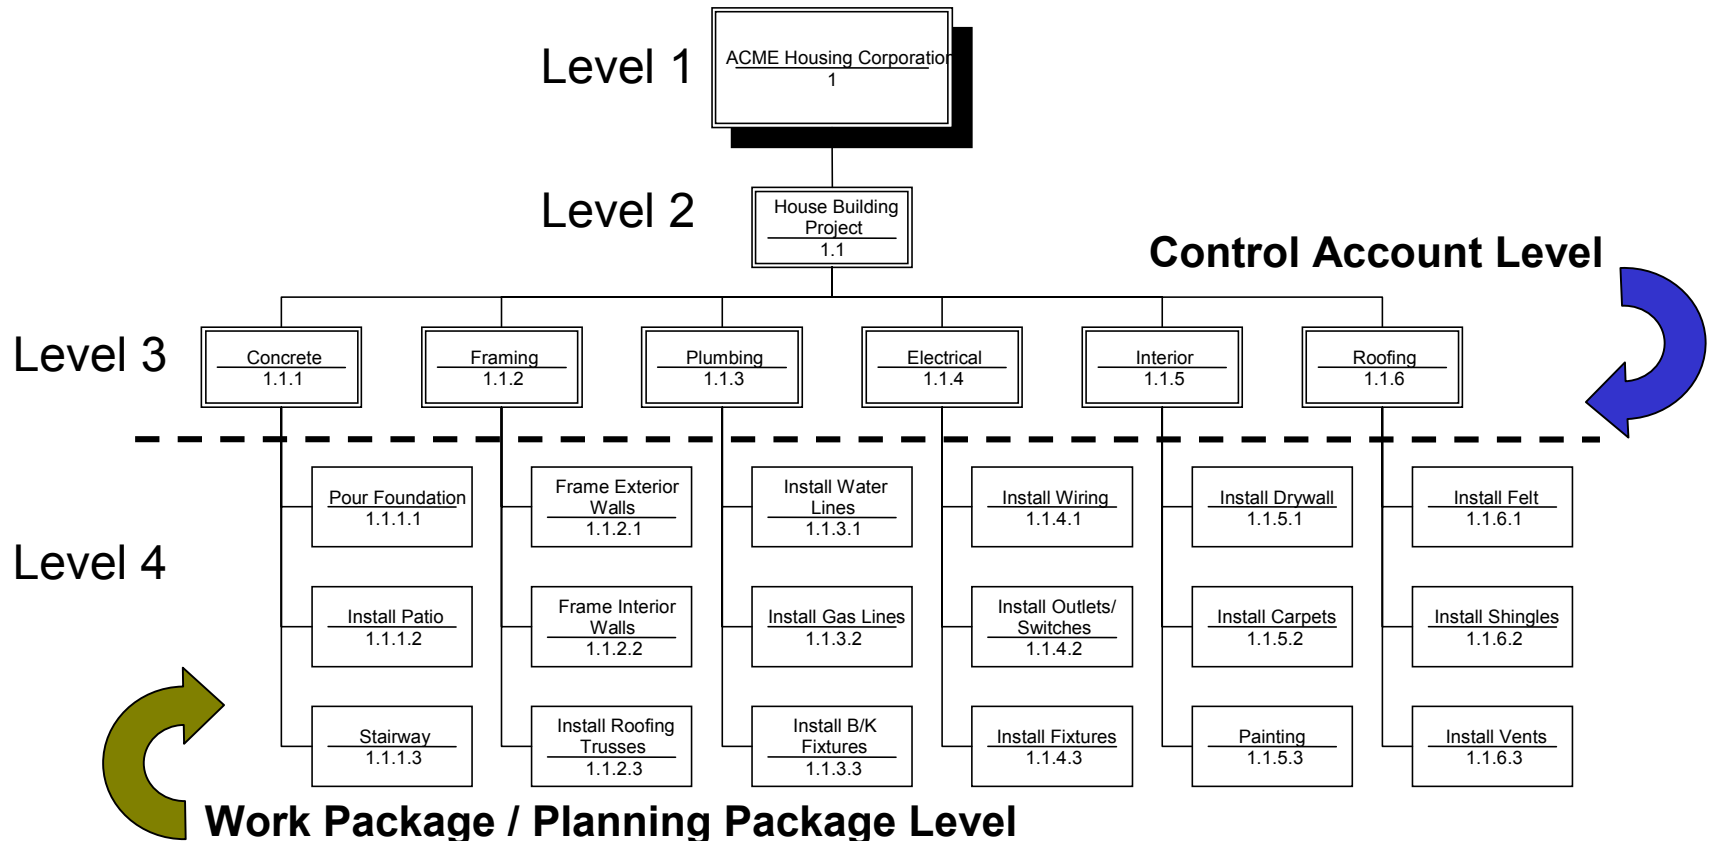 Level 1
ACME Housing Corporation
1
Level 2
House Building
Project
1.1
Control Account Level
Level 3
Concrete
1.1.1
Framing
1.1.2
Plumbing
1.1.3
Electrical
1.1.4
Interior
1.1.5
Roofing
1.1.6
Level 4
Pour Foundation
1.1.1.1
Frame Exterior
Walls
1.1.2.1
Install Water
Lines
1.1.3.1
Install Wiring
1.1.4.1
Install Drywall
1.1.5.1
Install Felt
1.1.6.1
Install Patio
1.1.1.2
Frame Interior
Walls
1.1.2.2
Install Gas Lines
1.1.3.2
Install Outlets/
Switches
1.1.4.2
Install Carpets
1.1.5.2
Install Shingles
1.1.6.2
Stairway
1.1.1.3
Install Roofing
Trusses
1.1.2.3
Install B/K
Fixtures
1.1.3.3
Install Fixtures
1.1.4.3
Painting
1.1.5.3
Install Vents
1.1.6.3
Work Package / Planning Package Level